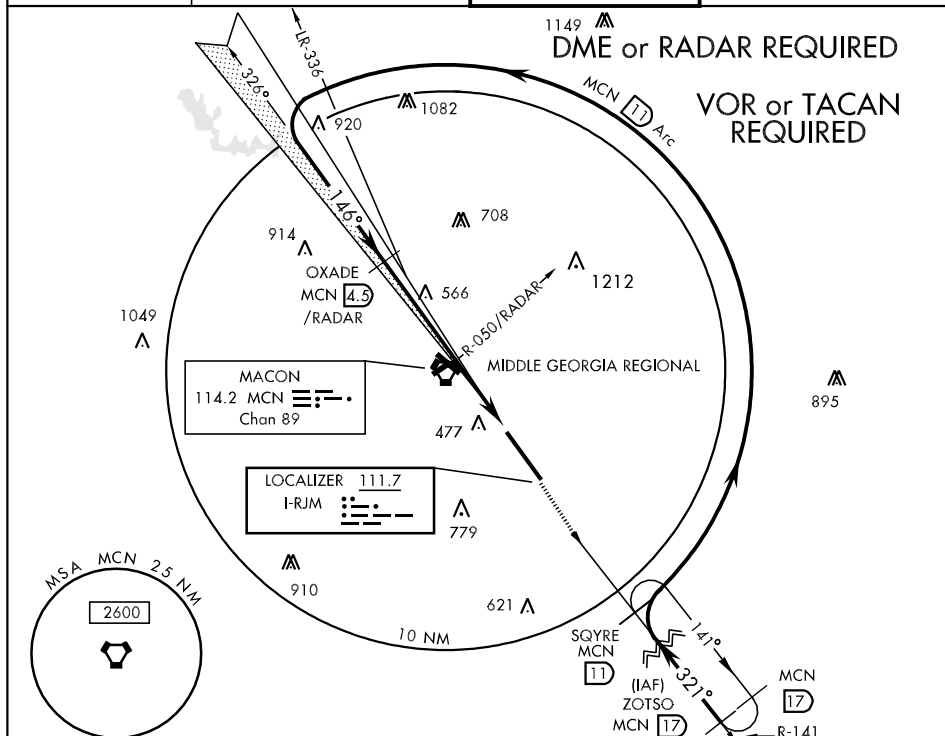 1149
DME or RADAR REQUIRED
LR-336
326°
MCN 11 Arc
1082
VOR or TACAN
REQUIRED
920
146°
708
914
OXADE
MCN 4.5
/RADAR
566
1212
R-050/RADAR
1049
MIDDLE GEORGIA REGIONAL
MACON
114.2 MCN
Chan 89
895
477
LOCALIZER 111.7
I-RJM
779
910
MSA MCN 25 NM
2600
621
10 NM
SQYRE
MCN
11
141°
321°
(IAF)
ZOTSO
MCN 17
MCN
17
R-141